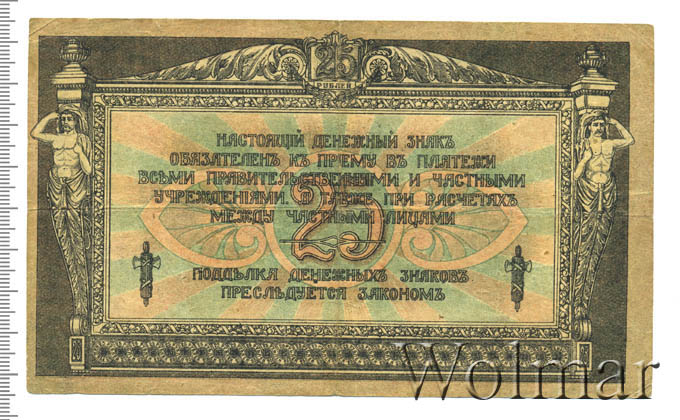 25
РУБЛЕЙ
НАСТОЯЩІЙ ДЕНЕЖНЫЙ ЗНАКЪ
ОБЯЗАТЕЛЕНЪ КЪ ПРІЕМУ ВЪ ПЛАТЕЖИ
ВСѢМИ ПРАВИТЕЛЬСТВЕННЫМИ И ЧАСТНЫМИ
УЧРЕЖДЕНІЯМИ, А ТАКЖЕ ПРИ РАСЧЕТАХЪ
МЕЖДУ ЧАСТНЫМИ ЛИЦАМИ
25
ПОДДѢЛКА ДЕНЕЖНЫХЪ ЗНАКОВЪ
ПРЕСЛѢДУЕТСЯ ЗАКОНОМЪ
Wolmar